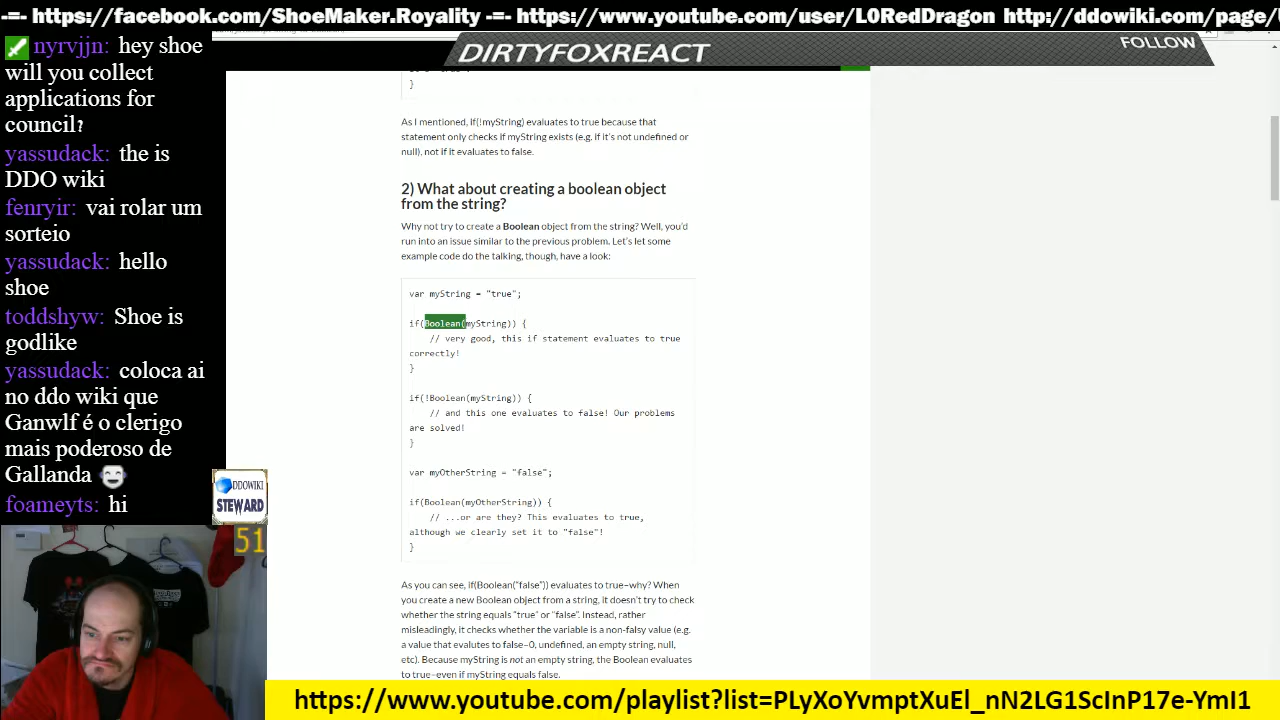 -=- https://facebook.com/ShoeMaker.Royality -=- https://www.youtube.com/user/L0RedDragon http://ddowiki.com/page/
DIRTYFOXREACT
FOLLOW
nyrvjjn: hey shoe
will you collect
applications for
council?
yassudack: the is
DDO wiki
fenryir: vai rolar um
sorteio
yassudack: hello
shoe
toddshyw: Shoe is
godlike
yassudack: coloca ai
no ddo wiki que
Ganwlf é o clerigo
mais poderoso de
Gallanda
foameyts: hi
DDOWIKI
STEWARD
51
}
As I mentioned, if(!myString) evaluates to true because that
statement only checks if myString exists (e.g. if it's not undefined or
null), not if it evaluates to false.
2) What about creating a boolean object
from the string?
Why not try to create a Boolean object from the string? Well, you'd
run into an issue similar to the previous problem. Let's let some
example code do the talking, though, have a look:
var myString = "true";
if(Boolean(myString)) {
// very good, this if statement evaluates to true
correctly!
}
if(!Boolean(myString)) {
// and this one evaluates to false! Our problems
are solved!
}
var myOtherString = "false";
if(Boolean(myOtherString)) {
// ...or are they? This evaluates to true,
although we clearly set it to "false"!
}
As you can see, if(Boolean("false")) evaluates to true–why? When
you create a new Boolean object from a string, it doesn't try to check
whether the string equals "true" or "false". Instead, rather
misleadingly, it checks whether the variable is a non-falsy value (e.g.
a value that evalutes to false–0, undefined, an empty string, null,
etc). Because myString is not an empty string, the Boolean evaluates
to true–even if myString equals false.
https://www.youtube.com/playlist?list=PLyXoYvmptXuEl_nN2LG1ScInP17e-YmI1